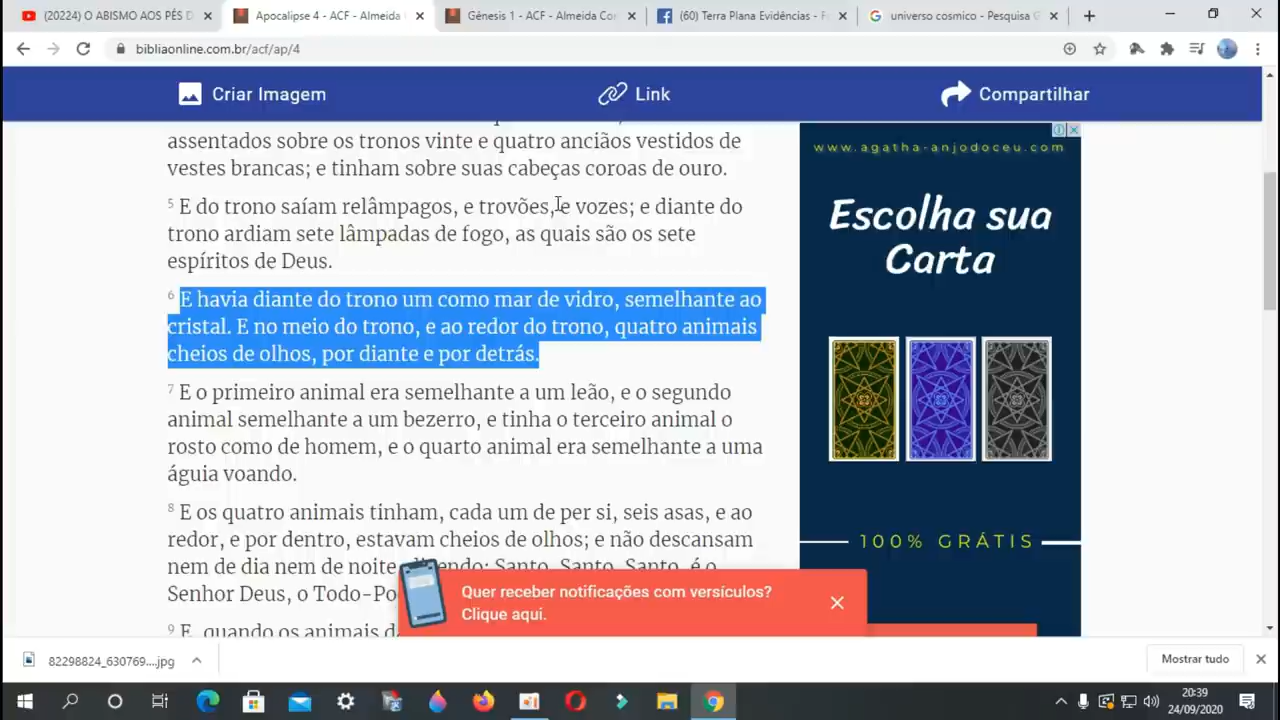 (20224) O ABISMO AOS PÉS D
Apocalipse 4 - ACF - Almeida
Gênesis 1 - ACF - Almeida Cor
(60) Terra Plana Evidências - F
universo cosmico - Pesquisa G
bibliaonline.com.br/acf/ap/4
Criar Imagem
Link
Compartilhar
assentados sobre os tronos vinte e quatro anciãos vestidos de
vestes brancas; e tinham sobre suas cabeças coroas de ouro.
5 E do trono saíam relâmpagos, e trovões, e vozes; e diante do
trono ardiam sete lâmpadas de fogo, as quais são os sete
espíritos de Deus.
6 E havia diante do trono um como mar de vidro, semelhante ao
cristal. E no meio do trono, e ao redor do trono, quatro animais
cheios de olhos, por diante e por detrás.
7 E o primeiro animal era semelhante a um leão, e o segundo
animal semelhante a um bezerro, e tinha o terceiro animal o
rosto como de homem, e o quarto animal era semelhante a uma
águia voando.
8 E os quatro animais tinham, cada um de per si, seis asas, e ao
redor, e por dentro, estavam cheios de olhos; e não descansam
nem de dia nem de noite, dizendo: Santo, Santo, Santo, é o
Senhor Deus, o Todo-Po
9 E, quando os animais da
www.agatha-anjodoceu.com
Escolha sua
Carta
100% GRÁTIS
Quer receber notificações com versículos?
Clique aqui.
82298824_630769....jpg
Mostrar tudo
20:39
24/09/2020